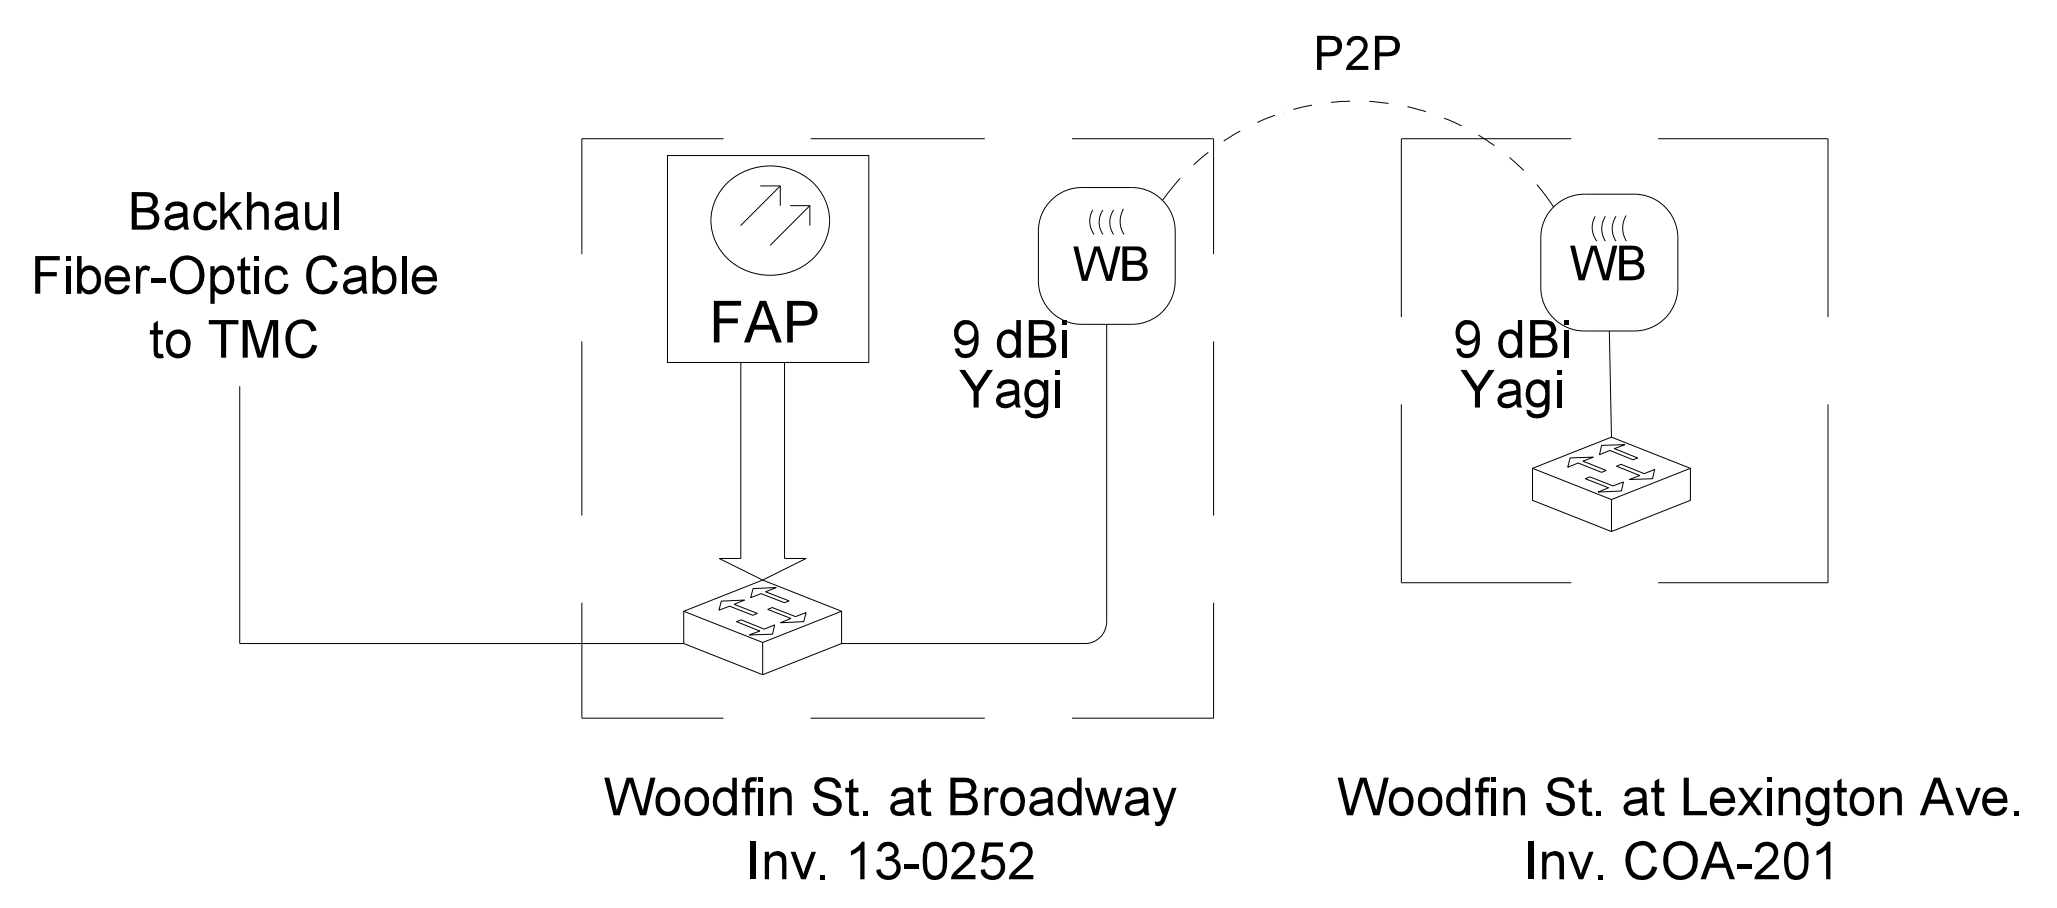 P2P
Backhaul
Fiber-Optic Cable
to TMC
FAP
WB
9 dBi
Yagi
WB
9 dBi
Yagi
Woodfin St. at Broadway
Inv. 13-0252
Woodfin St. at Lexington Ave.
Inv. COA-201